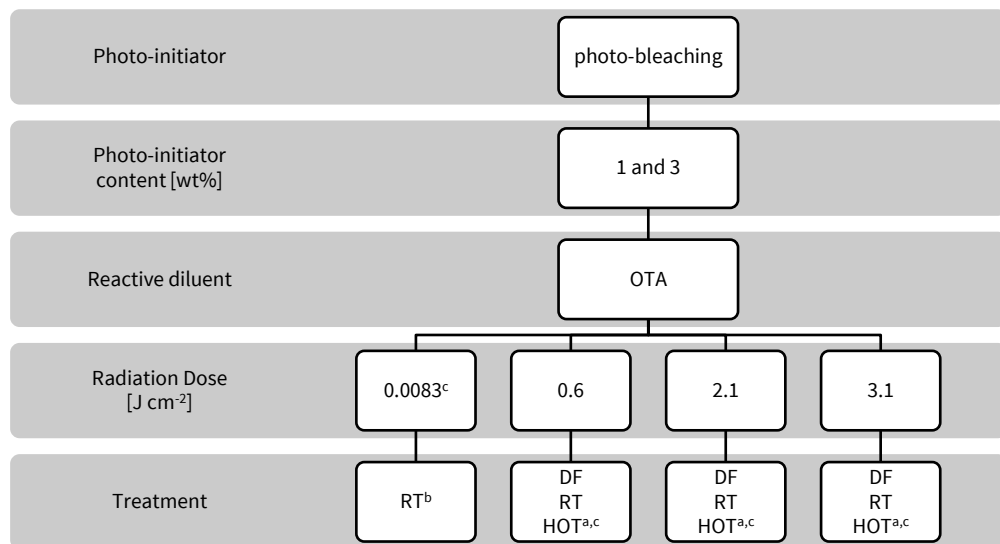 Photo-initiator
photo-bleaching
Photo-initiator
content [wt%]
1 and 3
Reactive diluent
OTA
Radiation Dose
[J cm⁻²]
0.0083ᶜ
0.6
2.1
3.1
Treatment
RTᵇ
DF
RT
HOTᵃ,ᶜ
DF
RT
HOTᵃ,ᶜ
DF
RT
HOTᵃ,ᶜ